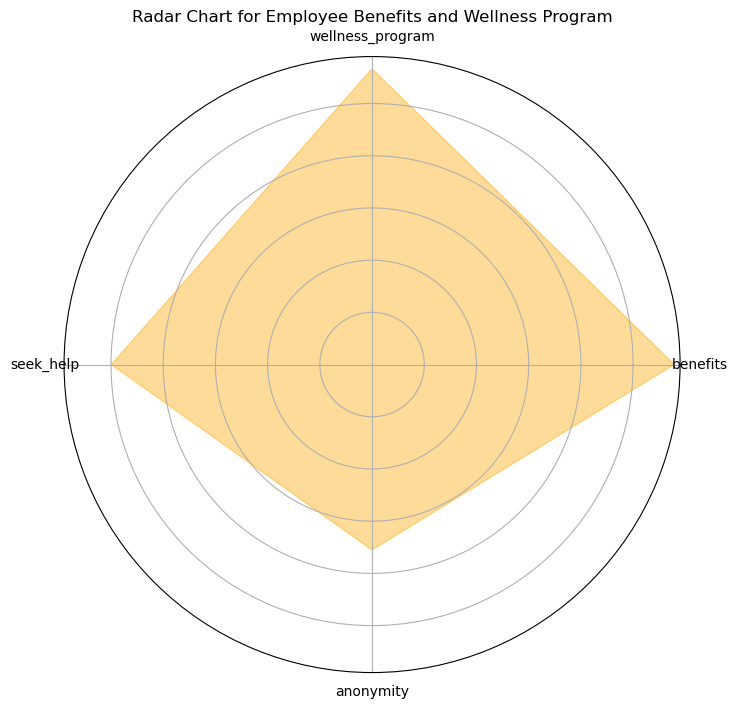 Radar Chart for Employee Benefits and Wellness Program
wellness_program
seek_help
benefits
anonymity